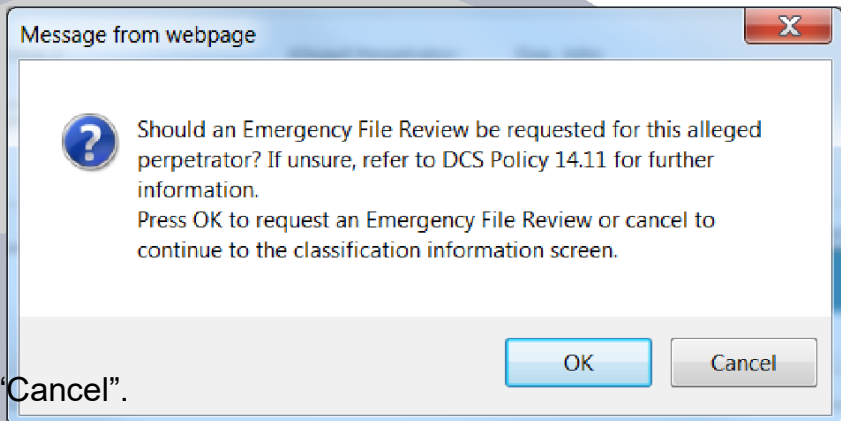 Message from webpage
X
Should an Emergency File Review be requested for this alleged
perpetrator? If unsure, refer to DCS Policy 14.11 for further
information.
Press OK to request an Emergency File Review or cancel to
continue to the classification information screen.
OK
Cancel
“Cancel”.